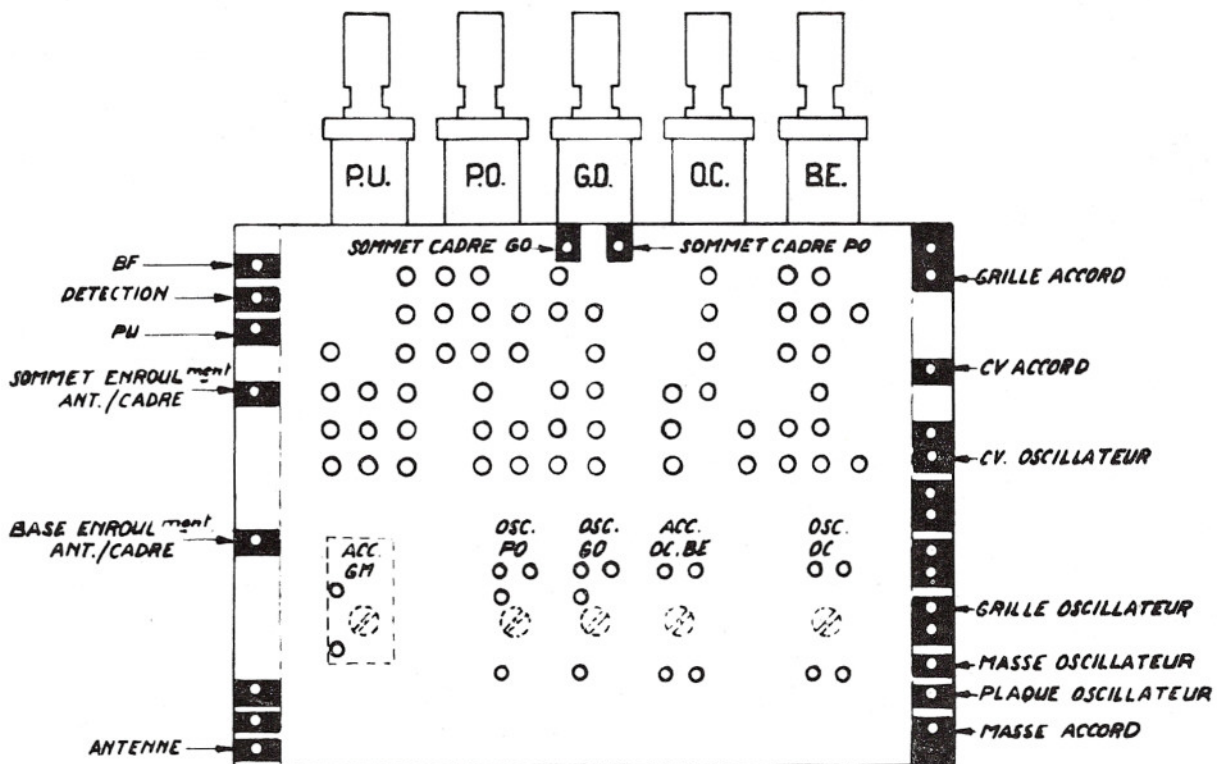 P.U. P.O. G.O. O.C. B.E.
SOMMET CADRE GO
SOMMET CADRE PO
BF
DETECTION
PU
SOMMET ENROULment
ANT./CADRE
BASE ENROULment
ANT./CADRE
ANTENNE
GRILLE ACCORD
CV ACCORD
CV. OSCILLATEUR
GRILLE OSCILLATEUR
MASSE OSCILLATEUR
PLAQUE OSCILLATEUR
MASSE ACCORD
ACC.
GM
OSC.
PO
OSC.
GO
ACC.
OC.BE
OSC.
OC